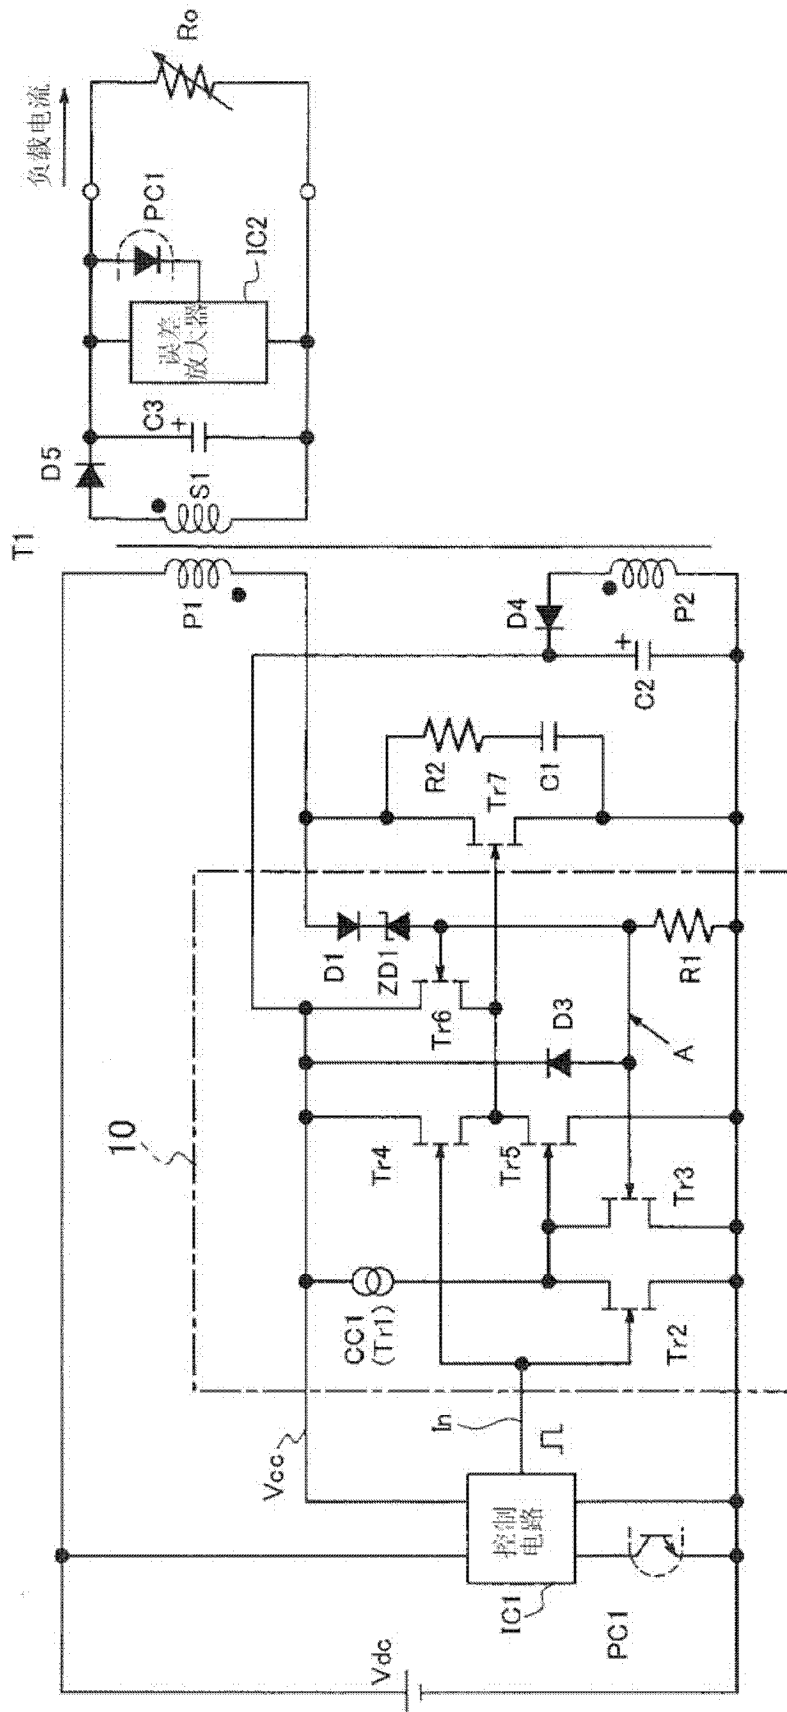 T1
D5
S1
C3
+
误差
放大器
IC2
PC1
负载电流
Ro
P1
P2
D4
+
C2
R2
C1
Tr7
10
D1
ZD1
Tr6
D3
R1
A
Tr4
Tr5
Tr3
CC1
(Tr1)
Tr2
Vcc
In
控制
电路
IC1
PC1
Vdc